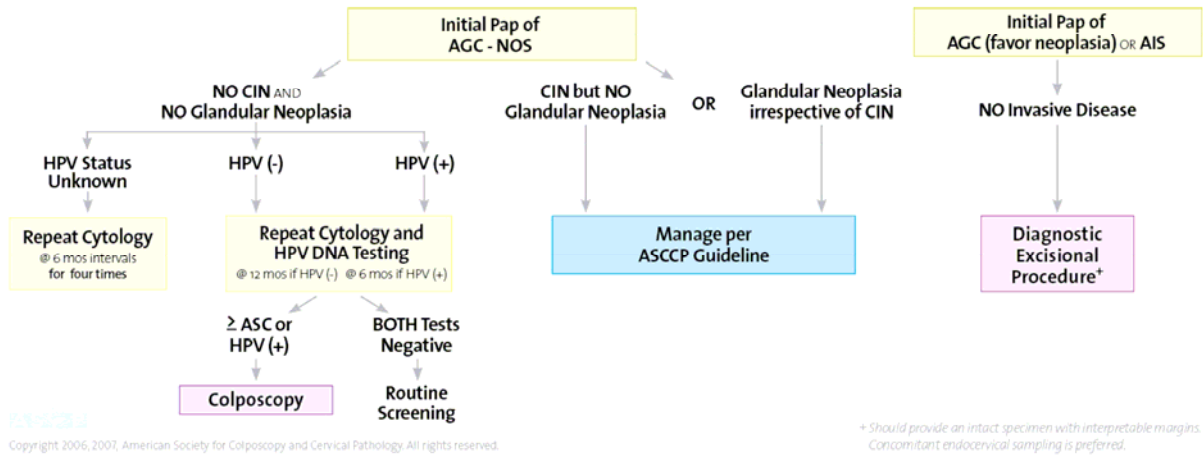 Initial Pap of
AGC - NOS
Initial Pap of
AGC (favor neoplasia) OR AIS
NO CIN AND
NO Glandular Neoplasia
CIN but NO
Glandular Neoplasia
OR
Glandular Neoplasia
irrespective of CIN
NO Invasive Disease
HPV Status
Unknown
HPV (-)
HPV (+)
Repeat Cytology
@ 6 mos intervals
for four times
Repeat Cytology and
HPV DNA Testing
@ 12 mos if HPV (-) @ 6 mos if HPV (+)
Manage per
ASCCP Guideline
Diagnostic
Excisional
Procedure+
≥ ASC or
HPV (+)
BOTH Tests
Negative
Colposcopy
Routine
Screening
Copyright 2006, 2007, American Society for Colposcopy and Cervical Pathology. All rights reserved.
+ Should provide an intact specimen with interpretable margins.
Concomitant endocervical sampling is preferred.